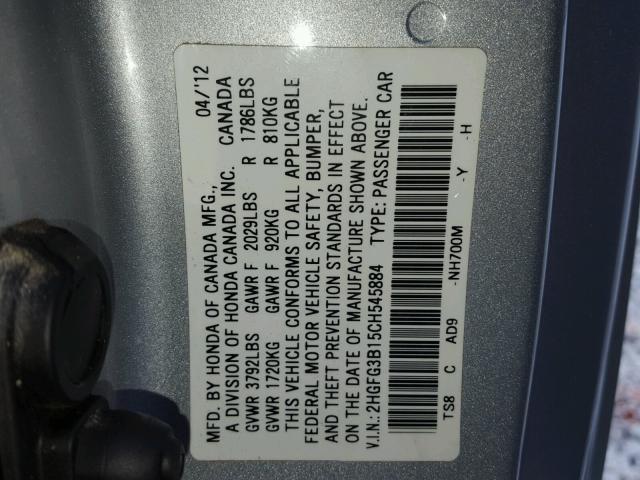 MFD. BY HONDA OF CANADA MFG., 04/'12
A DIVISION OF HONDA CANADA INC. CANADA
GVWR 3792LBS GAWR F 2029LBS R 1786LBS
GVWR 1720KG GAWR F 920KG R 810KG
THIS VEHICLE CONFORMS TO ALL APPLICABLE
FEDERAL MOTOR VEHICLE SAFETY, BUMPER,
AND THEFT PREVENTION STANDARDS IN EFFECT
ON THE DATE OF MANUFACTURE SHOWN ABOVE.
V.I.N.: 2HGFG3B15CH545884 TYPE: PASSENGER CAR
TS8 C AD9 -NH700M -Y -H